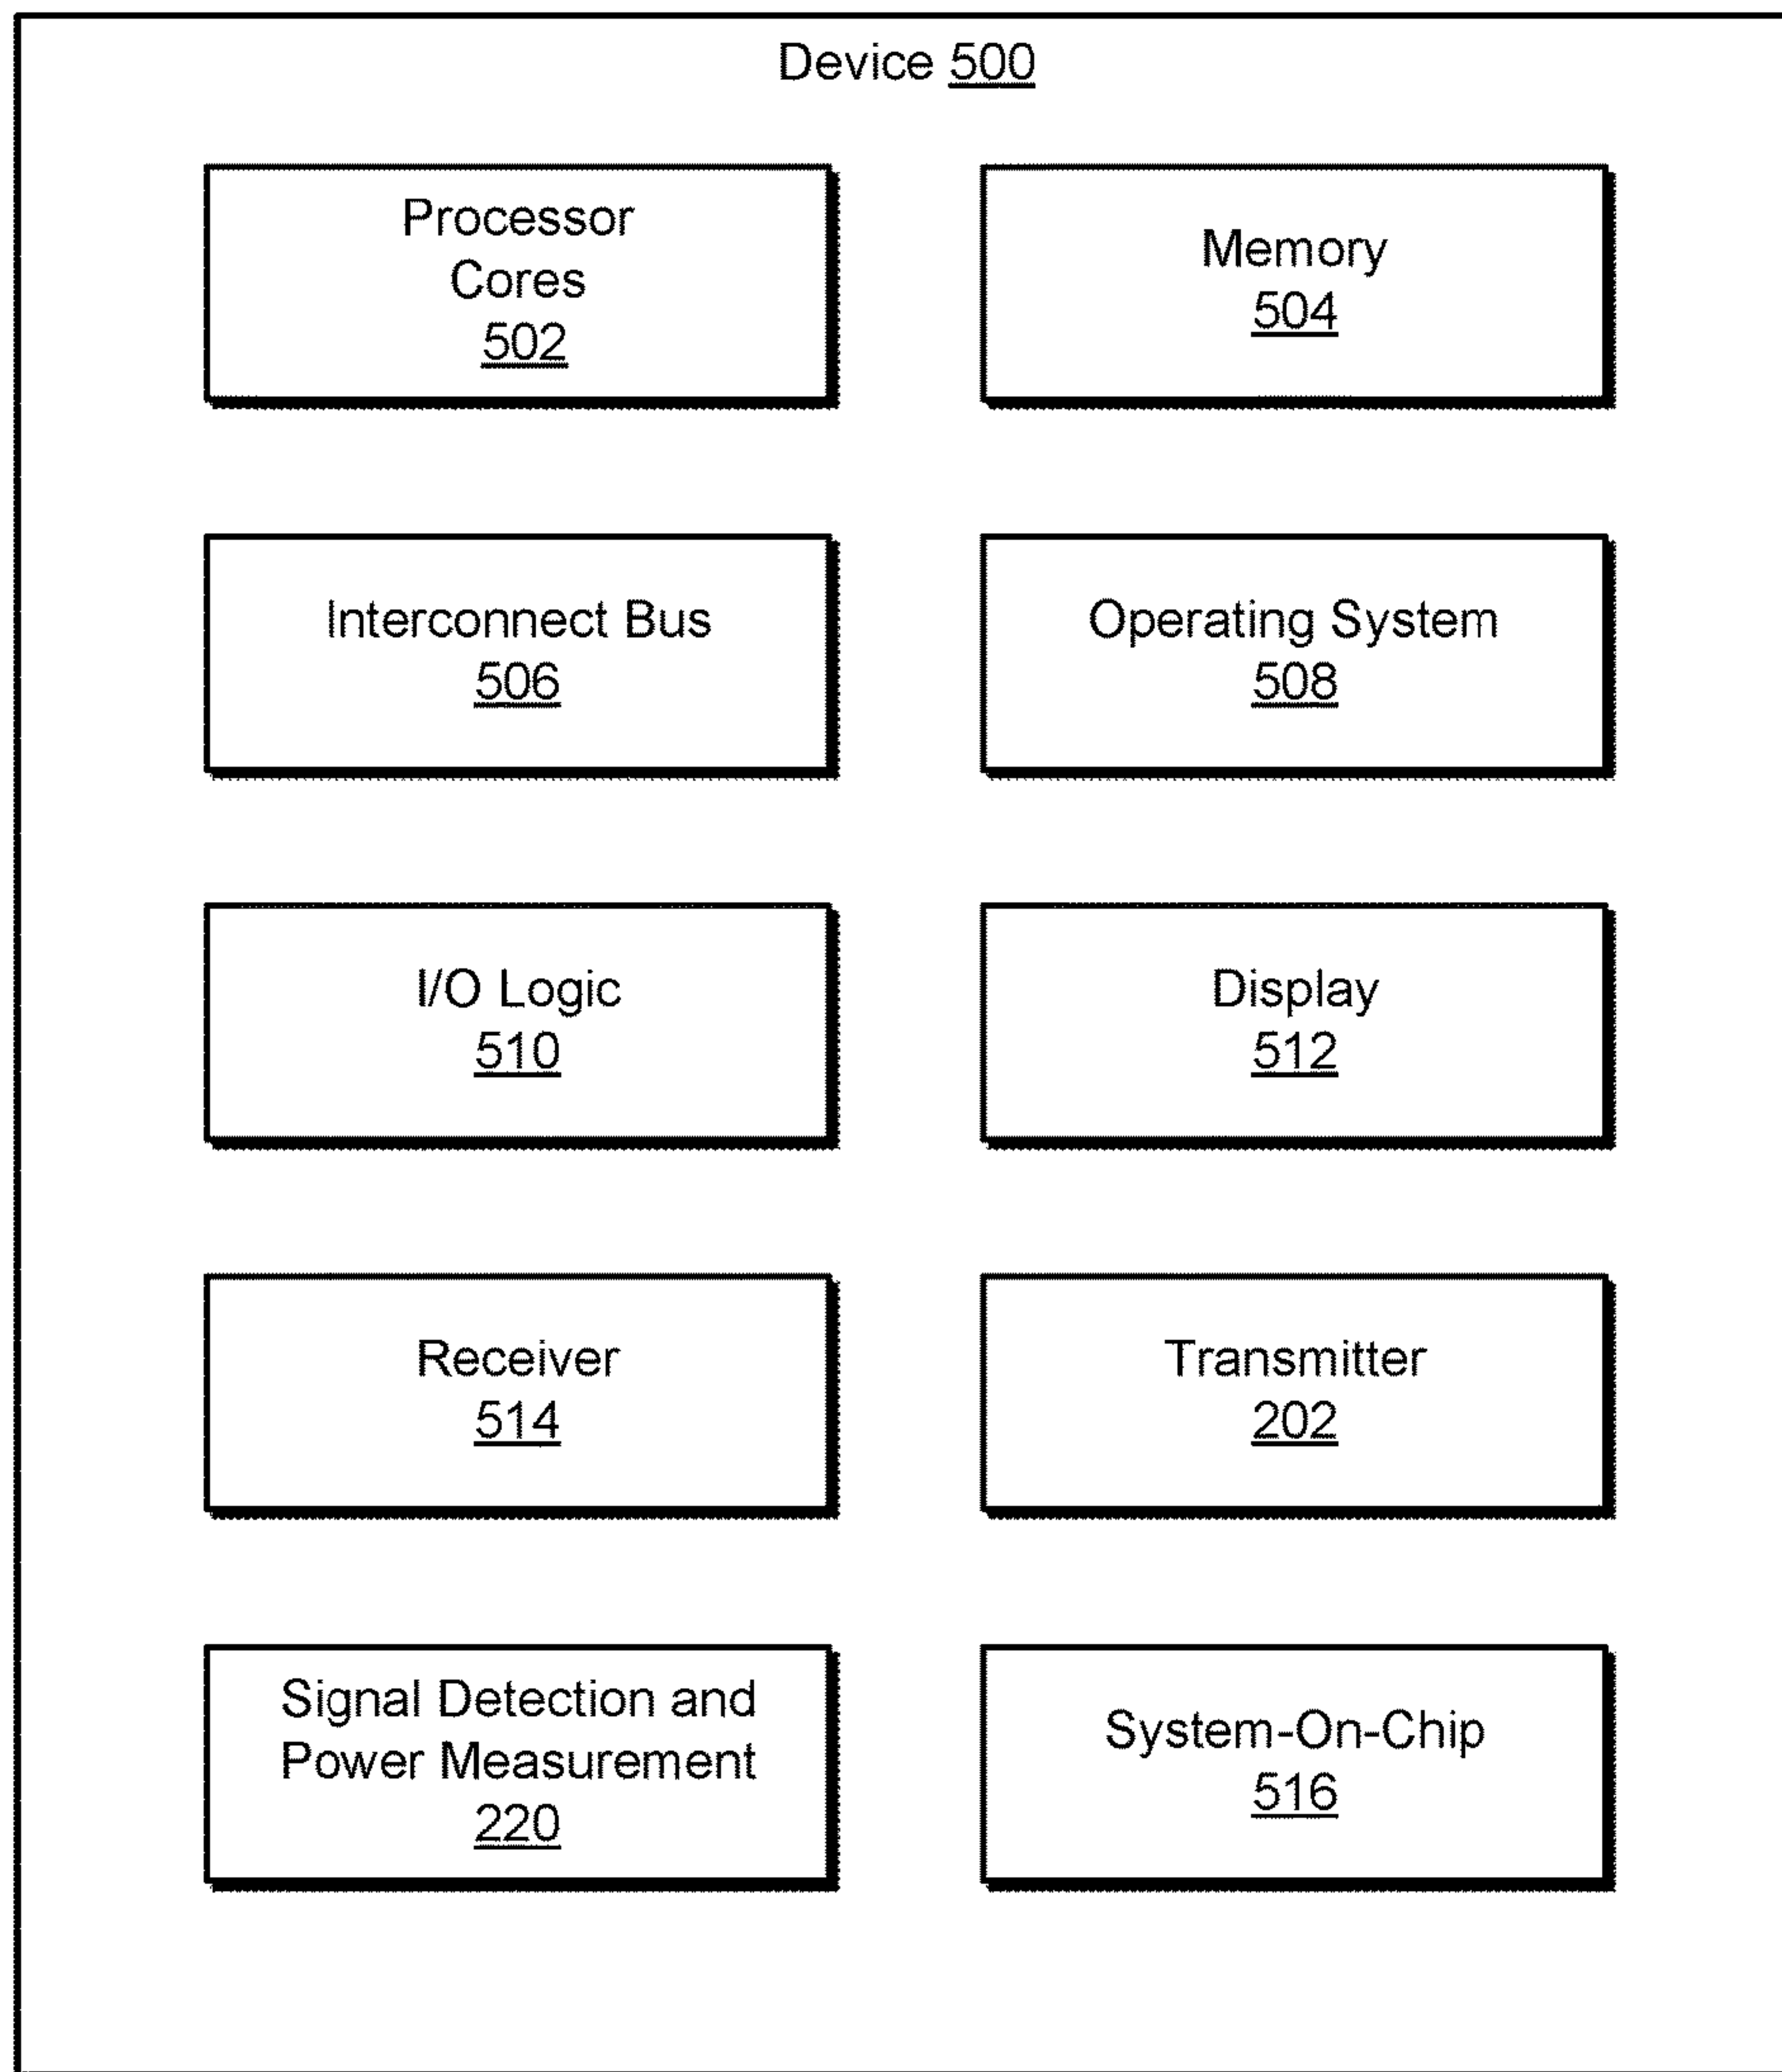 Device 500
Processor
Cores
502
Memory
504
Interconnect Bus
506
Operating System
508
I/O Logic
510
Display
512
Receiver
514
Transmitter
202
Signal Detection and
Power Measurement
220
System-On-Chip
516